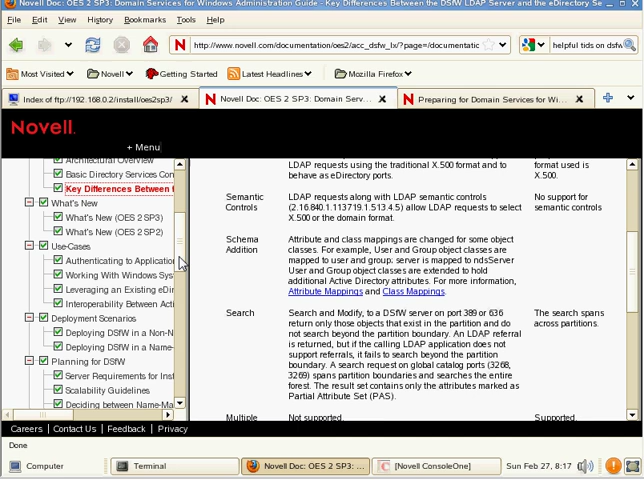 Novell Doc: OES 2 SP3: Domain Services for Windows Administration Guide - Key Differences Between the DSfW LDAP Server and the eDirectory Se
File Edit View History Bookmarks Tools Help
http://www.novell.com/documentation/oes2/acc_dsfw_lx/?page=/documentatic
helpful tids on dsfw
Most Visited Novell Getting Started Latest Headlines Mozilla Firefox
Index of ftp://192.168.0.2/install/oes2sp3/ Novell Doc: OES 2 SP3: Domain Serv... Preparing for Domain Services for Wi...
Novell.
+ Menu
Architectural Overview
Basic Directory Services Con
Key Differences Between t
What's New
What's New (OES 2 SP3)
What's New (OES 2 SP2)
Use-Cases
Authenticating to Application
Working With Windows Sys
Leveraging an Existing eDir
Interoperability Between Acti
Deployment Scenarios
Deploying DSfW in a Non-N
Deploying DSfW in a Name-
Planning for DSfW
Server Requirements for Inst
Scalability Guidelines
Deciding between Name-Ma
LDAP requests using the traditional X.500 format and to
behave as eDirectory ports.
format used is
X.500.
Semantic
Controls
LDAP requests along with LDAP semantic controls
(2.16.840.1.113719.1.513.4.5) allow LDAP requests to select
X.500 or the domain format.
No support for
semantic controls
Schema
Addition
Attribute and class mappings are changed for some object
classes. For example, User and Group object classes are
mapped to user and group; server is mapped to ndsServer
User and Group object classes are extended to hold
additional Active Directory attributes. For more information,
Attribute Mappings and Class Mappings.
Search
Search and Modify, to a DSfW server on port 389 or 636
return only those objects that exist in the partition and do
not search beyond the partition boundary. An LDAP referral
is returned, but if the calling LDAP application does not
support referrals, it fails to search beyond the partition
boundary. A search request on global catalog ports (3268,
3269) spans partition boundaries and searches the entire
forest. The result set contains only the attributes marked as
Partial Attribute Set (PAS).
The search spans
across partitions.
Multiple
Not supported.
Supported.
Careers | Contact Us | Feedback | Privacy
Done
Computer Terminal Novell Doc: OES 2 SP3: ... [Novell ConsoleOne] Sun Feb 27, 8:17